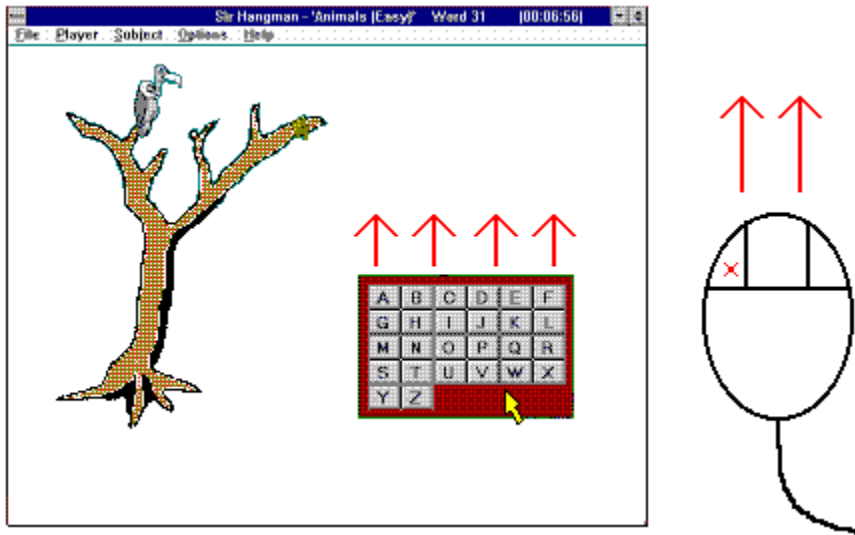 Sir Hangman - 'Animals (Easy)' Word 31 (00:06:56)
File Player Subject Options Help
A B C D E F
G H I J K L
M N O P Q R
S T U V W X
Y Z